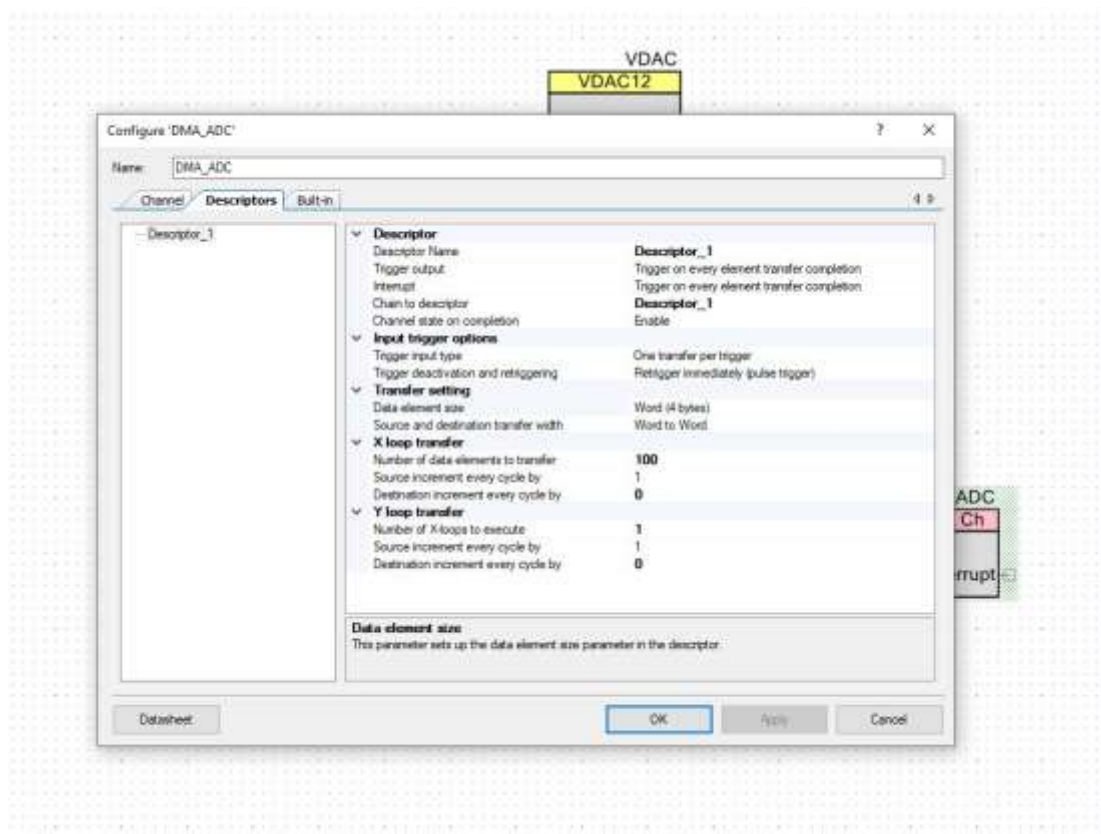 VDAC
VDAC12
Configure 'DMA_ADC'
? ×
Name: DMA_ADC
Channel Descriptors Built-in
Descriptor_1
Descriptor
Descriptor Name Descriptor_1
Trigger output Trigger on every element transfer completion
Interrupt Trigger on every element transfer completion
Chain to descriptor Descriptor_1
Channel state on completion Enable
Input trigger options
Trigger input type One transfer per trigger
Trigger deactivation and retriggering Retrigger immediately (pulse trigger)
Transfer setting
Data element size Word (4 bytes)
Source and destination transfer width Word to Word
X loop transfer
Number of data elements to transfer 100
Source increment every cycle by 1
Destination increment every cycle by 0
Y loop transfer
Number of X-loops to execute 1
Source increment every cycle by 1
Destination increment every cycle by 0
ADC
Ch
errupt
Data element size
This parameter sets up the data element size parameter in the descriptor.
Datasheet OK Apply Cancel